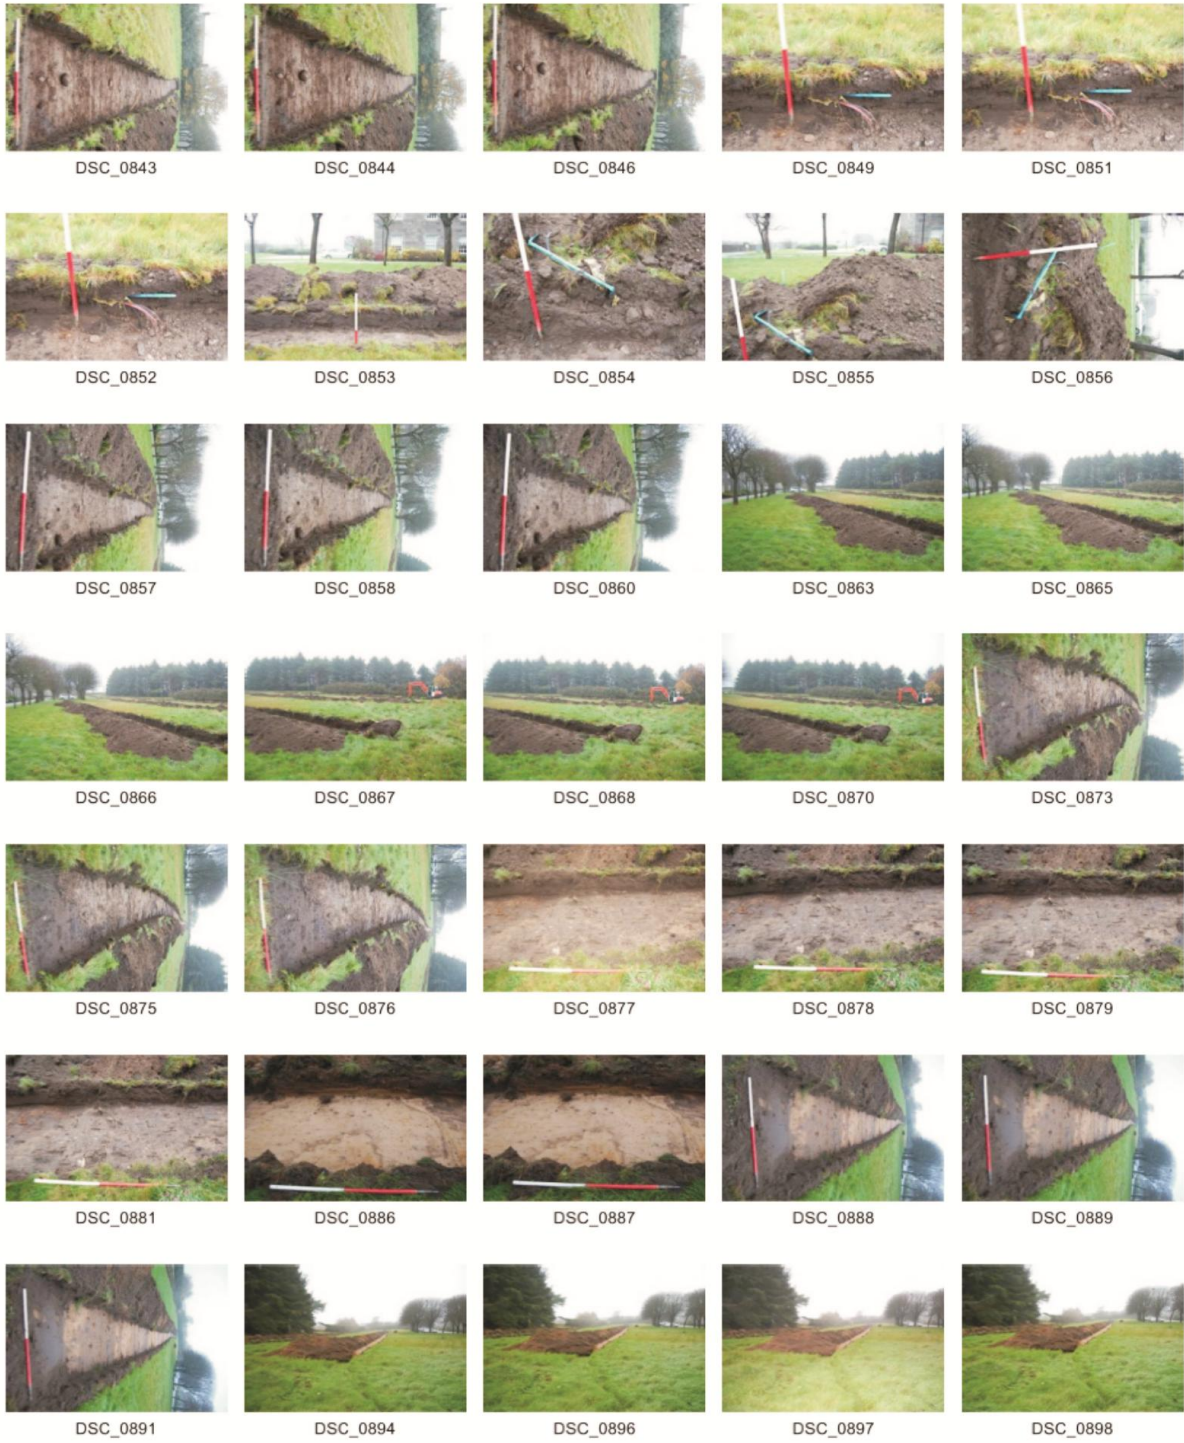 DSC_0843 DSC_0844 DSC_0846 DSC_0849 DSC_0851
DSC_0852 DSC_0853 DSC_0854 DSC_0855 DSC_0856
DSC_0857 DSC_0858 DSC_0860 DSC_0863 DSC_0865
DSC_0866 DSC_0867 DSC_0868 DSC_0870 DSC_0873
DSC_0875 DSC_0876 DSC_0877 DSC_0878 DSC_0879
DSC_0881 DSC_0886 DSC_0887 DSC_0888 DSC_0889
DSC_0891 DSC_0894 DSC_0896 DSC_0897 DSC_0898